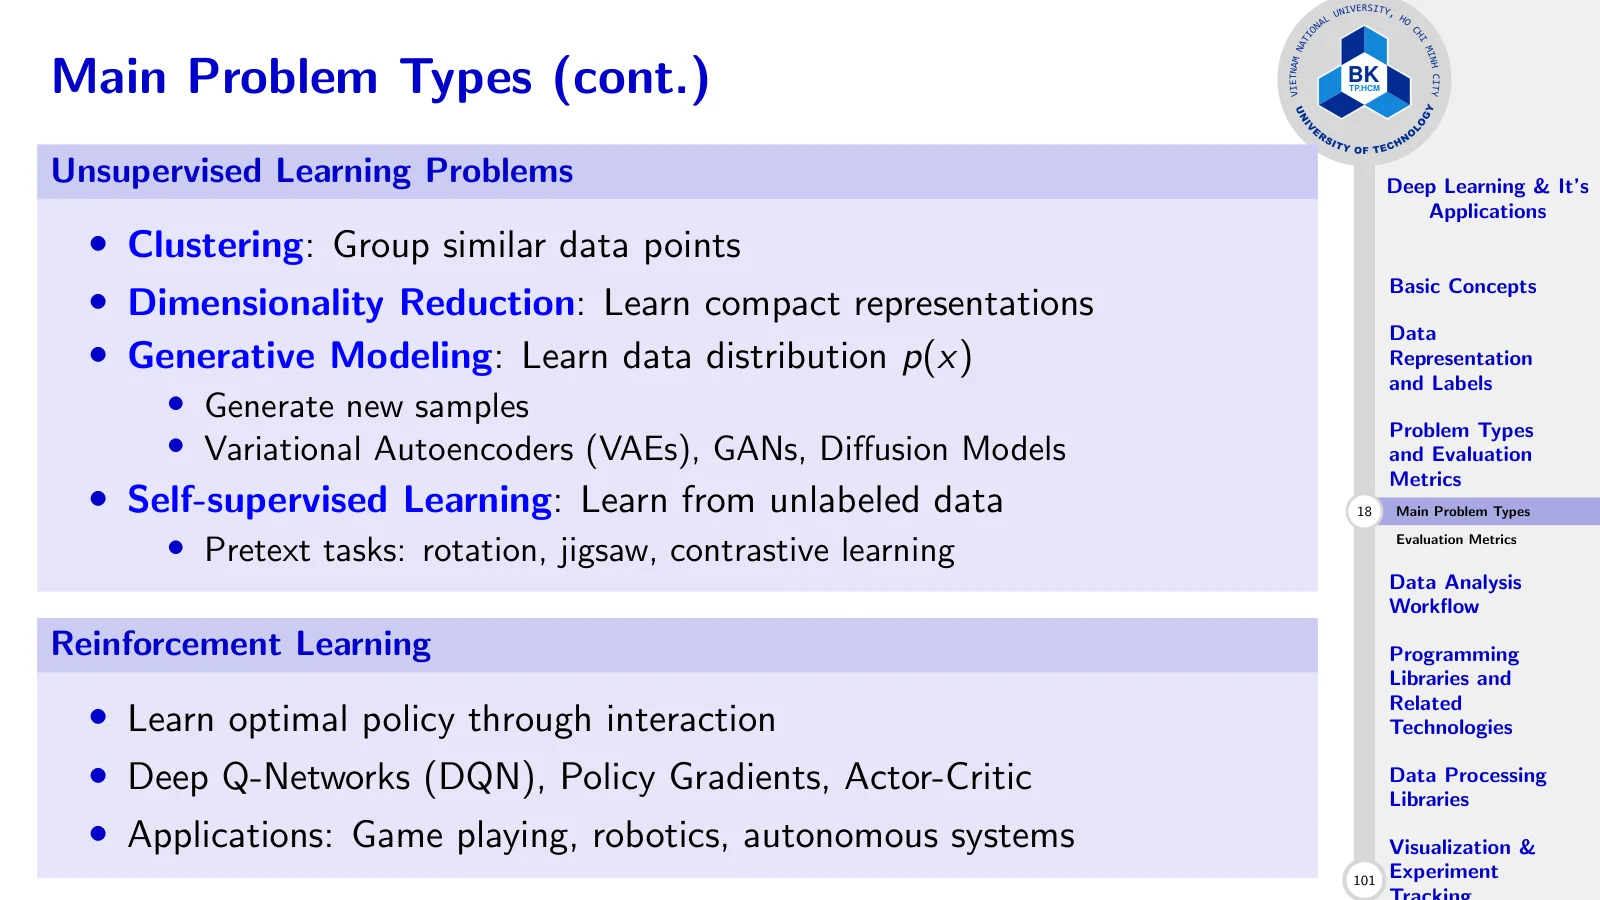 Main Problem Types (cont.)
Unsupervised Learning Problems
• Clustering: Group similar data points
• Dimensionality Reduction: Learn compact representations
• Generative Modeling: Learn data distribution p(x)
• Generate new samples
• Variational Autoencoders (VAEs), GANs, Diffusion Models
• Self-supervised Learning: Learn from unlabeled data
• Pretext tasks: rotation, jigsaw, contrastive learning
Reinforcement Learning
• Learn optimal policy through interaction
• Deep Q-Networks (DQN), Policy Gradients, Actor-Critic
• Applications: Game playing, robotics, autonomous systems
VIETNAM NATIONAL UNIVERSITY, HO CHI MINH CITY
BK
TP.HCM
UNIVERSITY OF TECHNOLOGY
Deep Learning & It's
Applications
Basic Concepts
Data
Representation
and Labels
Problem Types
and Evaluation
Metrics
18 Main Problem Types
Evaluation Metrics
Data Analysis
Workflow
Programming
Libraries and
Related
Technologies
Data Processing
Libraries
Visualization &
Experiment
Tracking
101